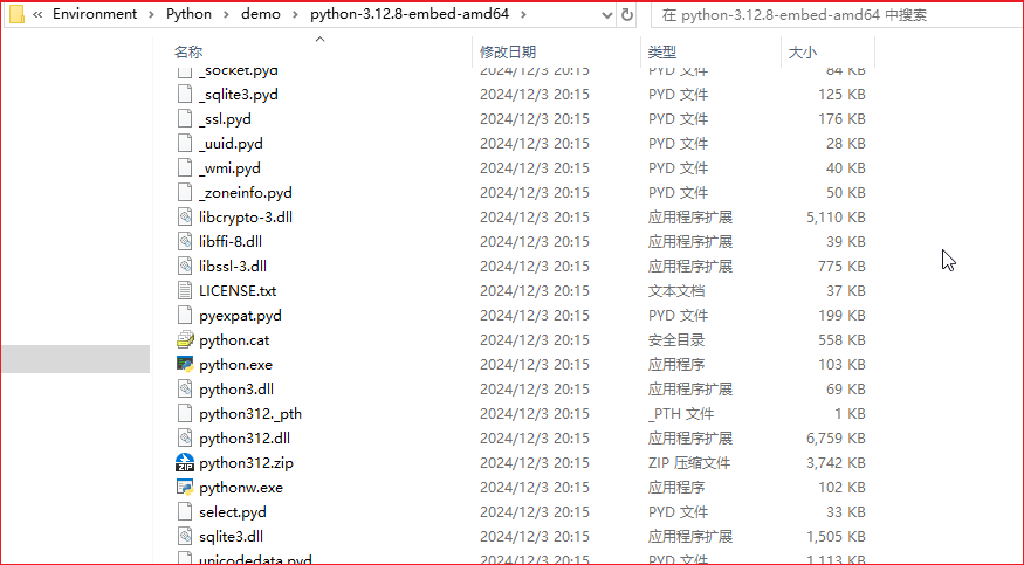 « Environment > Python > demo > python-3.12.8-embed-amd64 > 在 python-3.12.8-embed-amd64 中搜索
名称 修改日期 类型 大小
_socket.pyd 2024/12/3 20:15 PYD 文件 84 KB
_sqlite3.pyd 2024/12/3 20:15 PYD 文件 125 KB
_ssl.pyd 2024/12/3 20:15 PYD 文件 176 KB
_uuid.pyd 2024/12/3 20:15 PYD 文件 28 KB
_wmi.pyd 2024/12/3 20:15 PYD 文件 40 KB
_zoneinfo.pyd 2024/12/3 20:15 PYD 文件 50 KB
libcrypto-3.dll 2024/12/3 20:15 应用程序扩展 5,110 KB
libffi-8.dll 2024/12/3 20:15 应用程序扩展 39 KB
libssl-3.dll 2024/12/3 20:15 应用程序扩展 775 KB
LICENSE.txt 2024/12/3 20:15 文本文档 37 KB
pyexpat.pyd 2024/12/3 20:15 PYD 文件 199 KB
python.cat 2024/12/3 20:15 安全目录 558 KB
python.exe 2024/12/3 20:15 应用程序 103 KB
python3.dll 2024/12/3 20:15 应用程序扩展 69 KB
python312._pth 2024/12/3 20:15 _PTH 文件 1 KB
python312.dll 2024/12/3 20:15 应用程序扩展 6,759 KB
ZIP python312.zip 2024/12/3 20:15 ZIP 压缩文件 3,742 KB
pythonw.exe 2024/12/3 20:15 应用程序 102 KB
select.pyd 2024/12/3 20:15 PYD 文件 33 KB
sqlite3.dll 2024/12/3 20:15 应用程序扩展 1,505 KB
unicodedata.pyd 2024/12/3 20:15 PYD 文件 1,113 KB